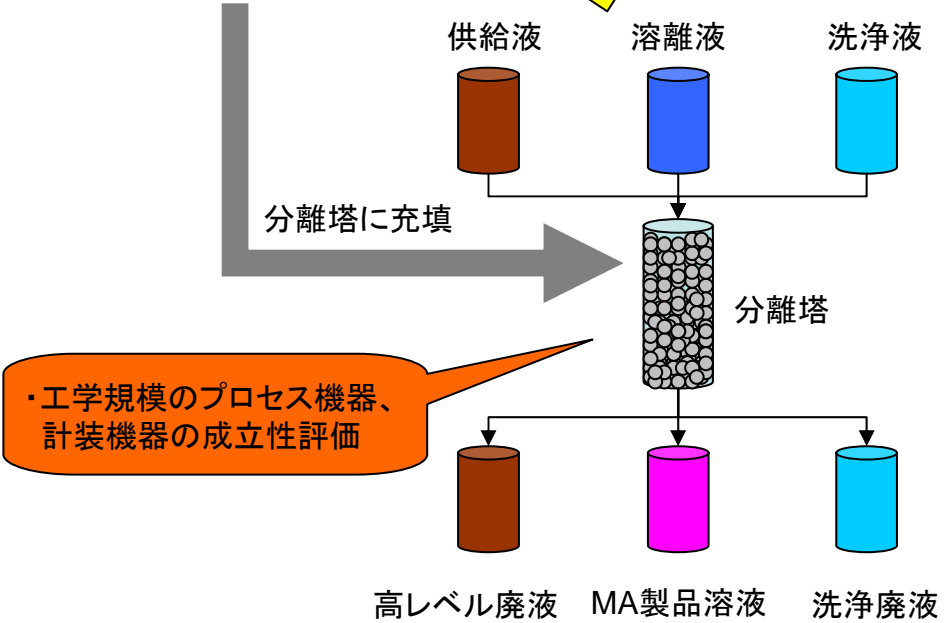 供給液
溶離液
洗浄液
分離塔に充填
分離塔
・工学規模のプロセス機器、
計装機器の成立性評価
高レベル廃液
MA製品溶液
洗浄廃液